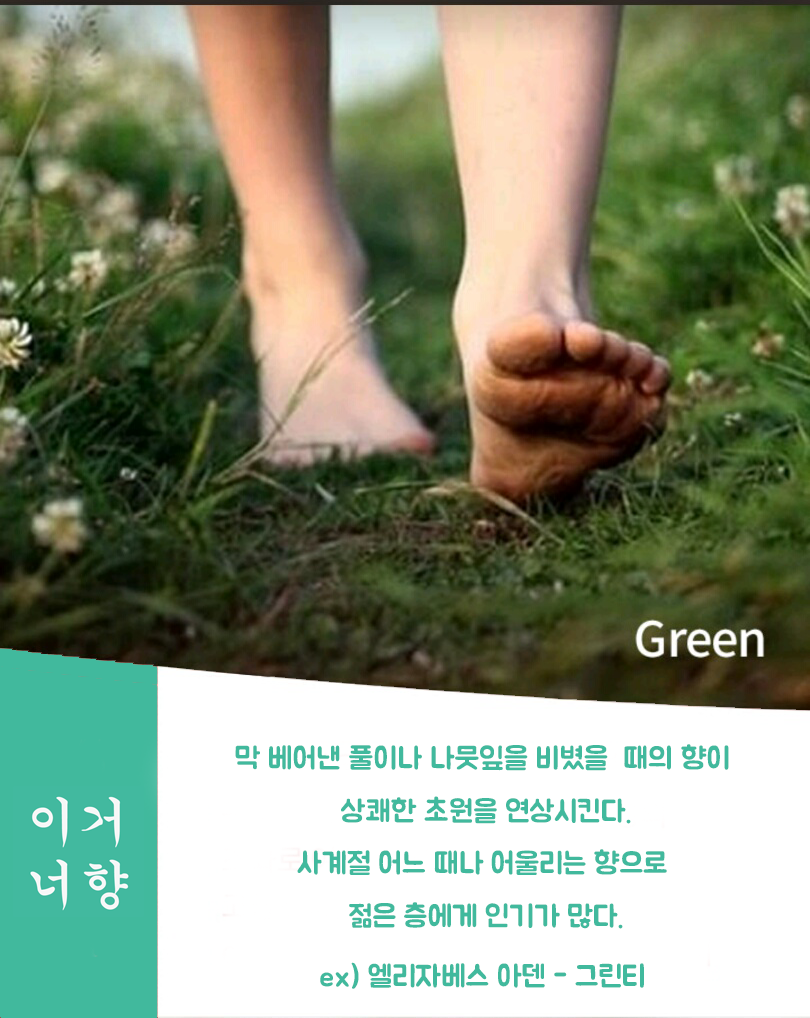 Green
이거
너향
막 베어낸 풀이나 나뭇잎을 비볐을 때의 향이
상쾌한 초원을 연상시킨다.
사계절 어느 때나 어울리는 향으로
젊은 층에게 인기가 많다.
ex) 엘리자베스 아덴 - 그린티